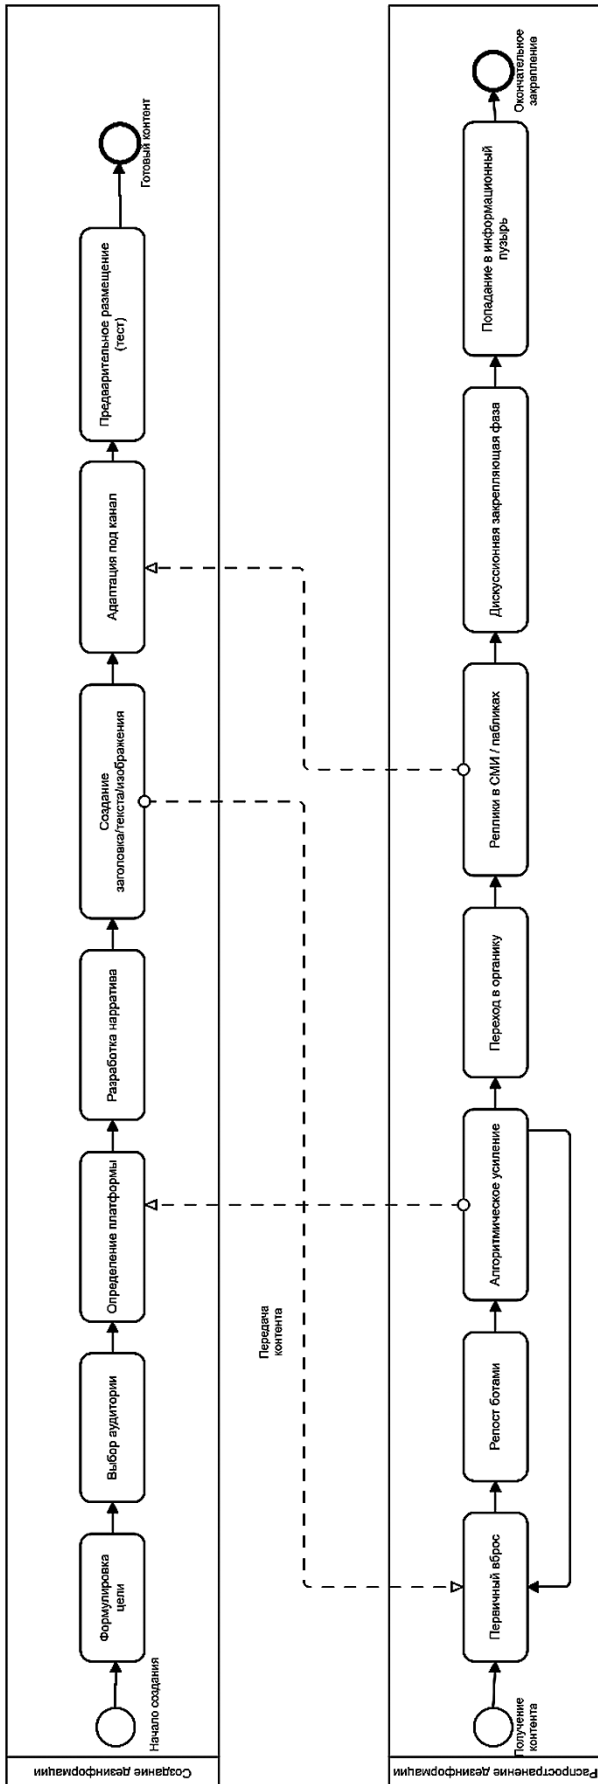 Создание дезинформации
Начало создания
Формулировка
цели
Выбор аудитории
Определение платформы
Разработка нарратива
Создание
заголовка/текста/изображения
Адаптация под канал
Предварительное размещение
(тест)
Готовый контент
Передача
контента
Распространение дезинформации
Получение
контента
Первичный вброс
Репост ботами
Алгоритмическое усиление
Переход в органику
Реплики в СМИ / пабликах
Дискуссионная закрепляющая фаза
Попадание в информационный
пузырь
Окончательное
закрепление